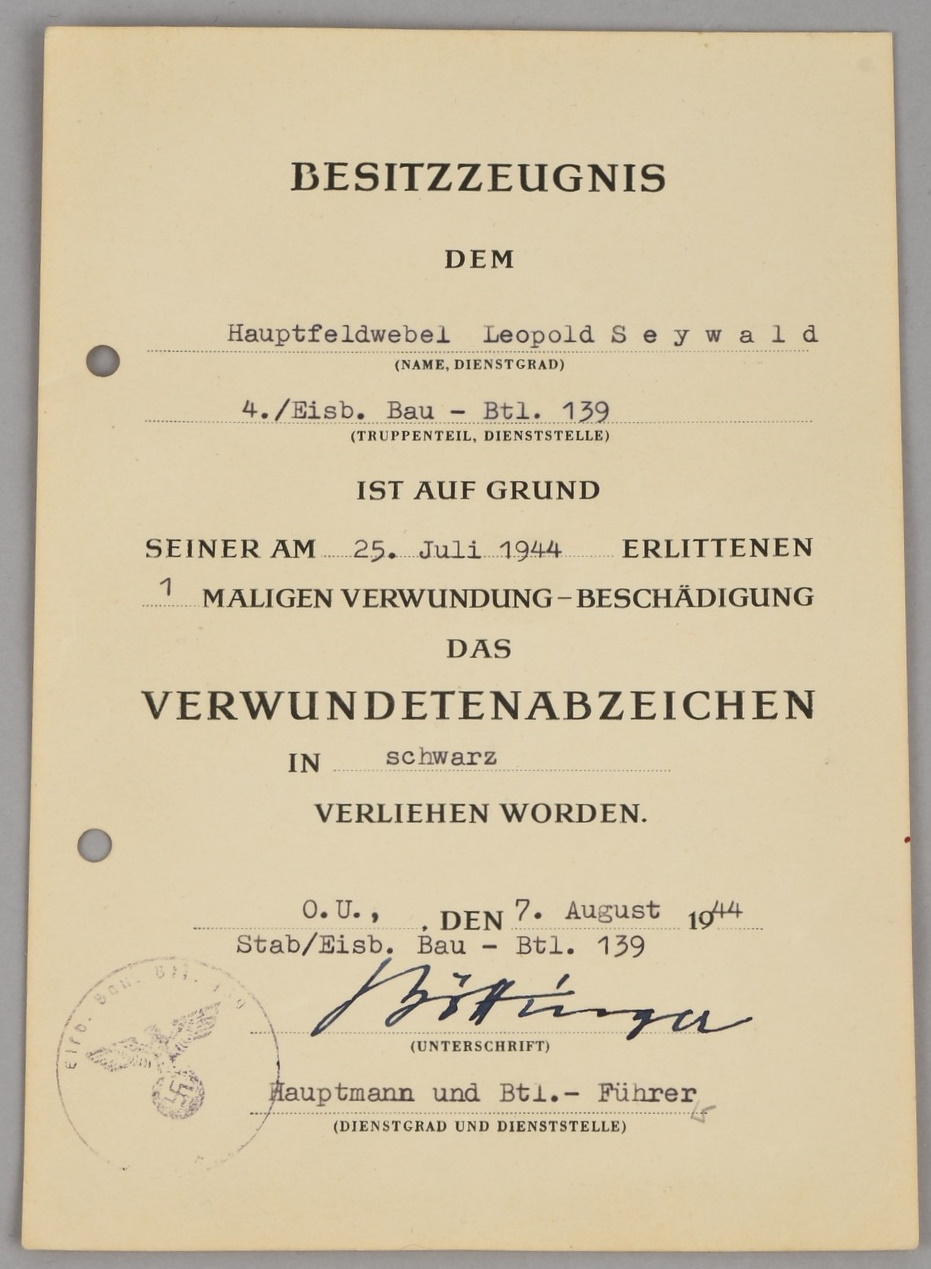 BESITZZEUGNIS
DEM
Hauptfeldwebel Leopold S e y w a l d
(NAME, DIENSTGRAD)
4./Eisb. Bau - Btl. 139
(TRUPPENTEIL, DIENSTSTELLE)
IST AUF GRUND
SEINER AM 25. Juli 1944 ERLITTENEN
1 MALIGEN VERWUNDUNG–BESCHÄDIGUNG
DAS
VERWUNDETENABZEICHEN
IN schwarz
VERLIEHEN WORDEN.
O.U., , DEN 7. August 1944
Stab/Eisb. Bau - Btl. 139
Böttinger
(UNTERSCHRIFT)
Hauptmann und Btl.- Führer
(DIENSTGRAD UND DIENSTSTELLE)